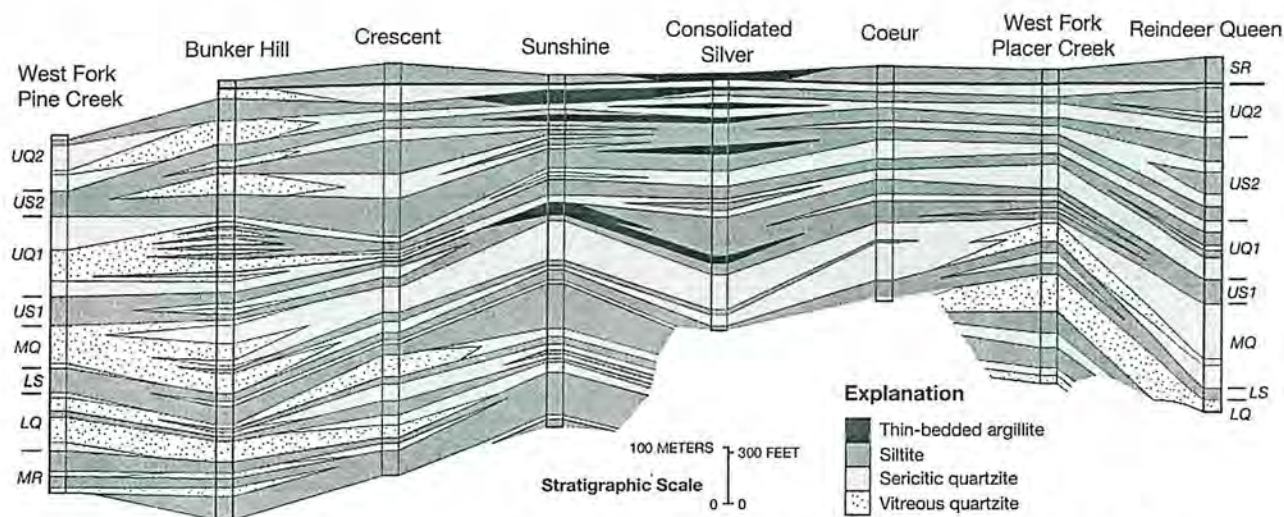 West Fork
Pine Creek
Bunker Hill
Crescent
Sunshine
Consolidated
Silver
Coeur
West Fork
Placer Creek
Reindeer Queen
UQ2
US2
UQ1
US1
MQ
LS
LQ
MR
SR
UQ2
US2
UQ1
US1
MQ
LS
LQ
100 METERS
300 FEET
Stratigraphic Scale
0
0
Explanation
Thin-bedded argillite
Siltite
Sericitic quartzite
Vitreous quartzite